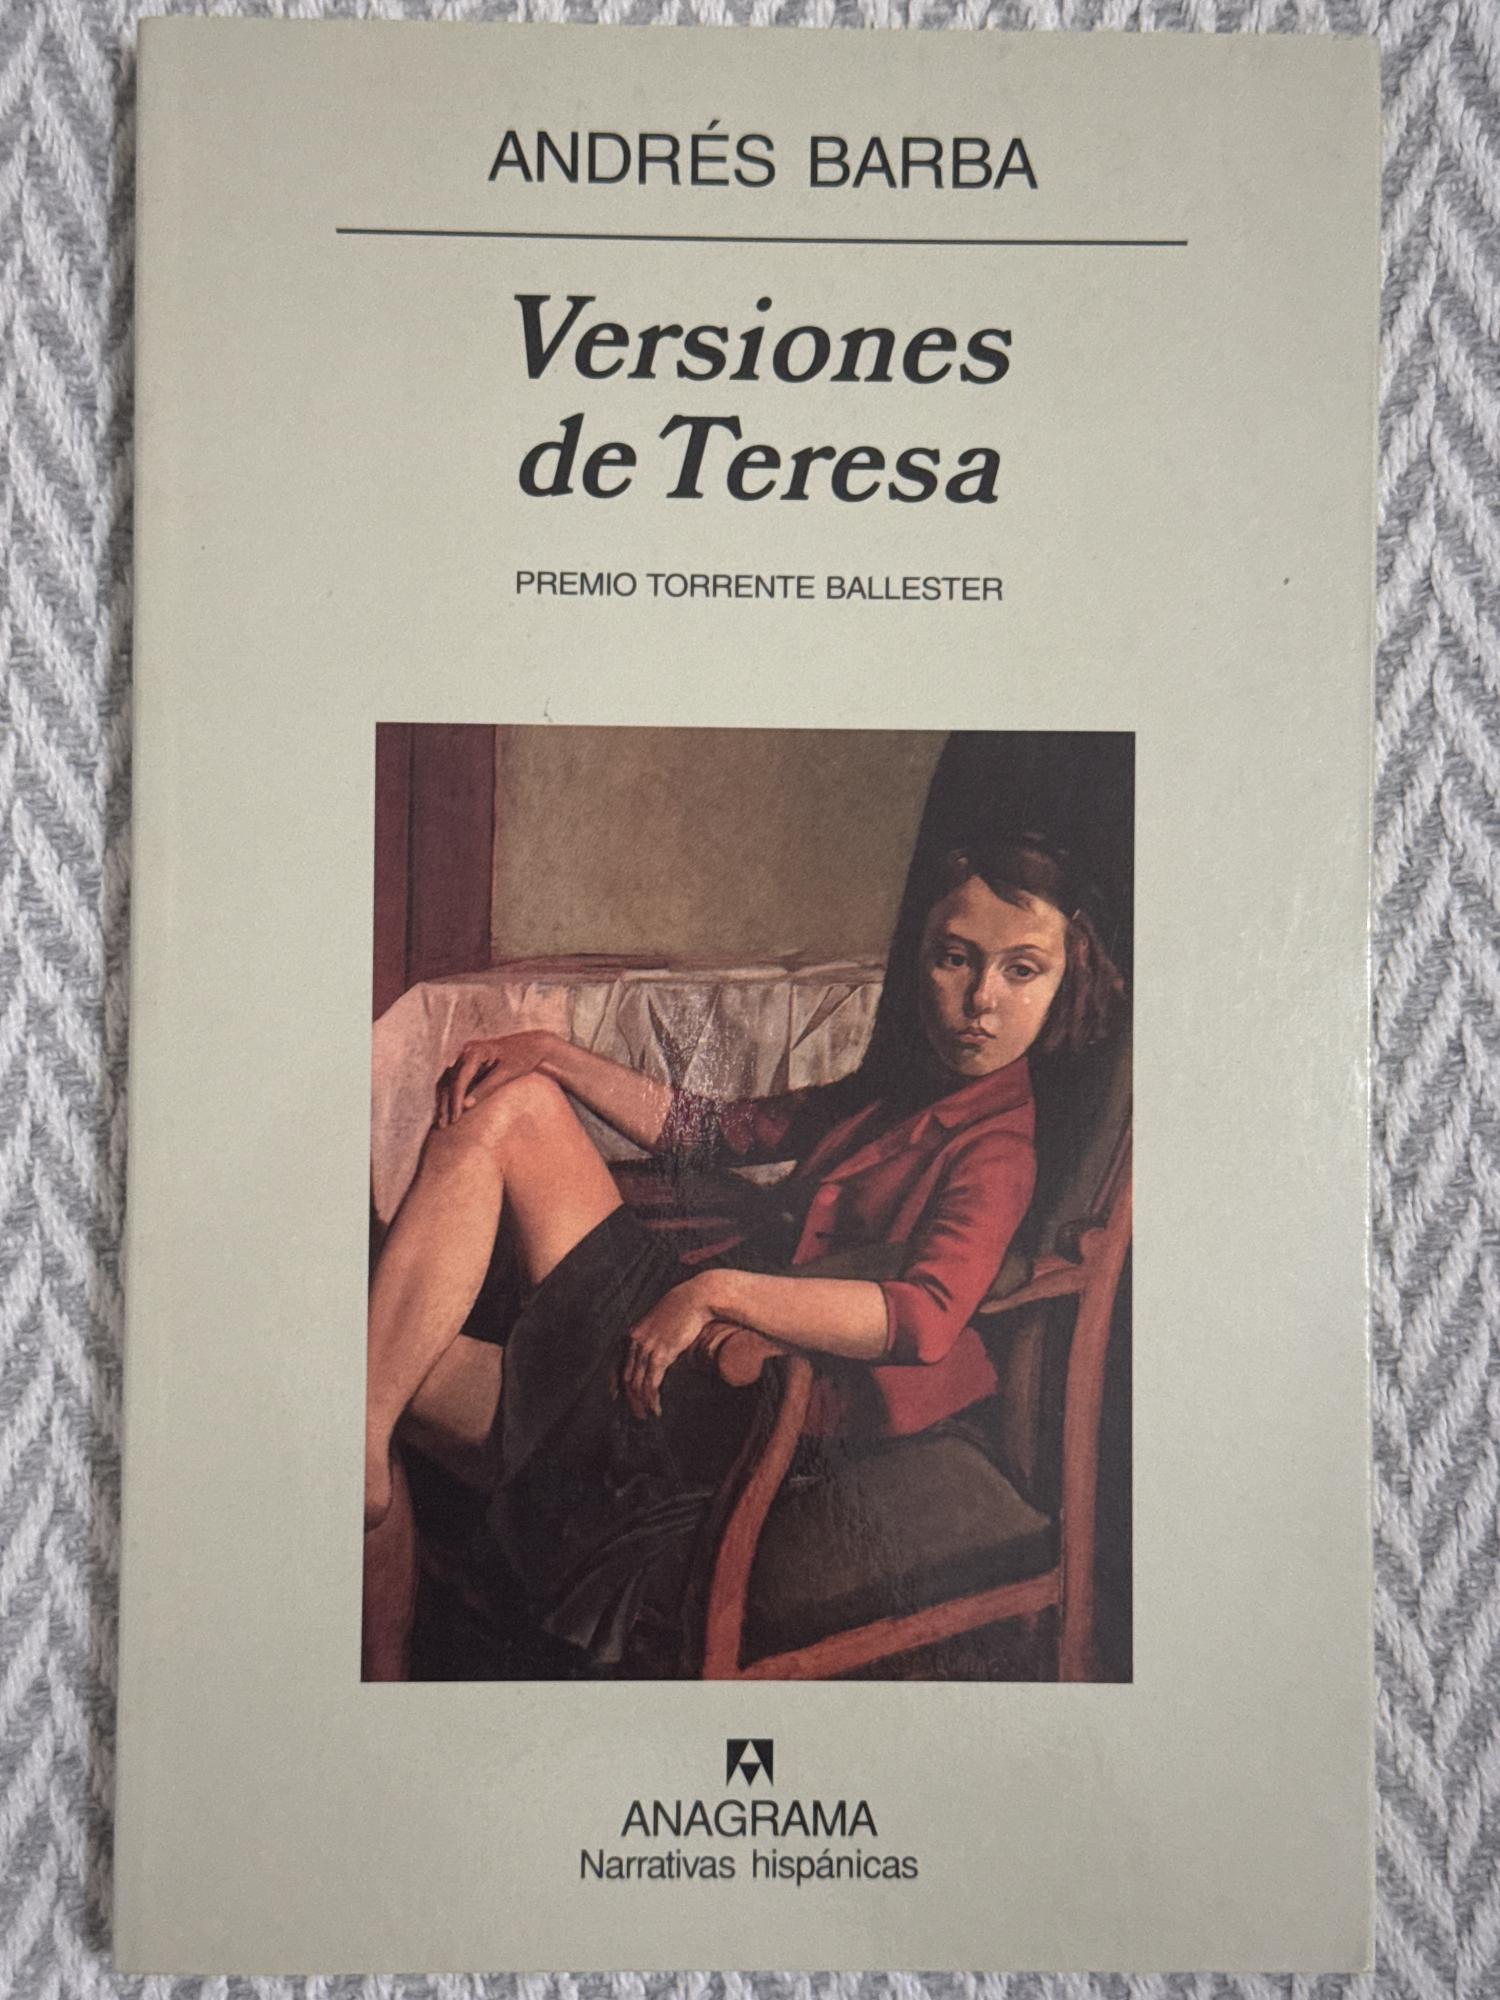 ANDRÉS BARBA
Versiones
de Teresa
PREMIO TORRENTE BALLESTER
ANAGRAMA
Narrativas hispánicas